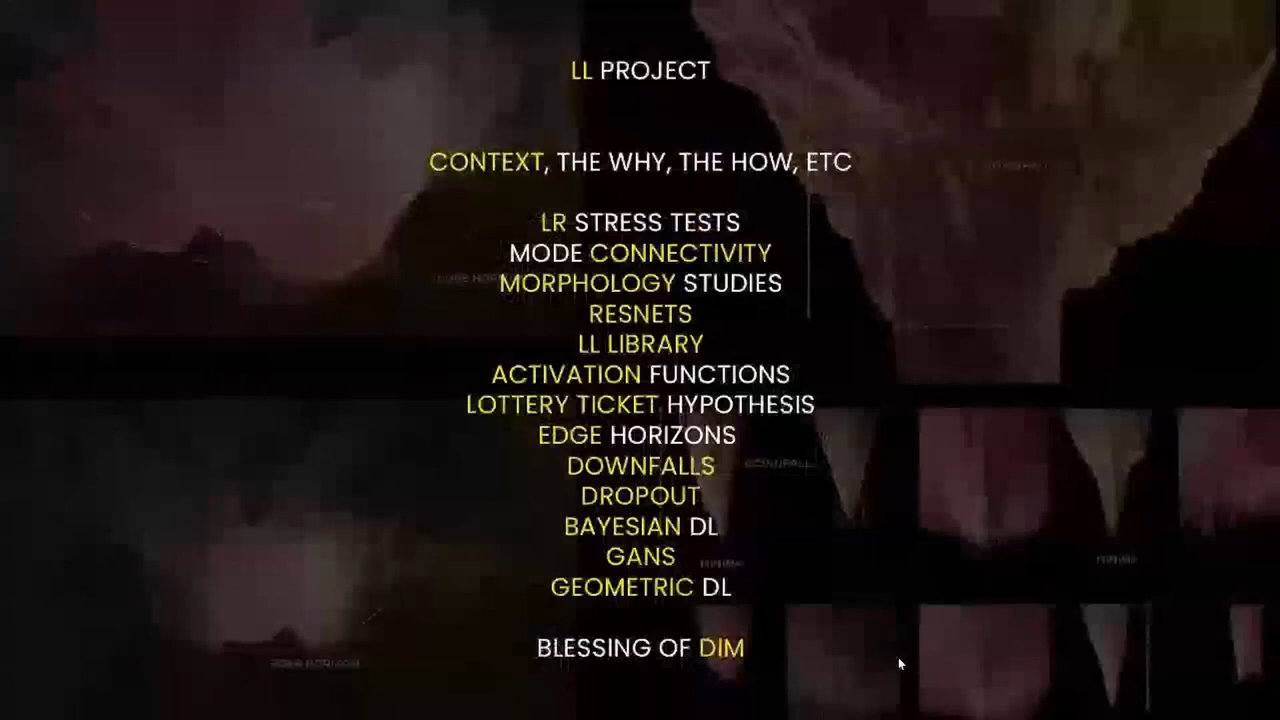 LL PROJECT
CONTEXT, THE WHY, THE HOW, ETC
LR STRESS TESTS
MODE CONNECTIVITY
MORPHOLOGY STUDIES
RESNETS
LL LIBRARY
ACTIVATION FUNCTIONS
LOTTERY TICKET HYPOTHESIS
EDGE HORIZONS
DOWNFALLS
DROPOUT
BAYESIAN DL
GANS
GEOMETRIC DL
BLESSING OF DIM